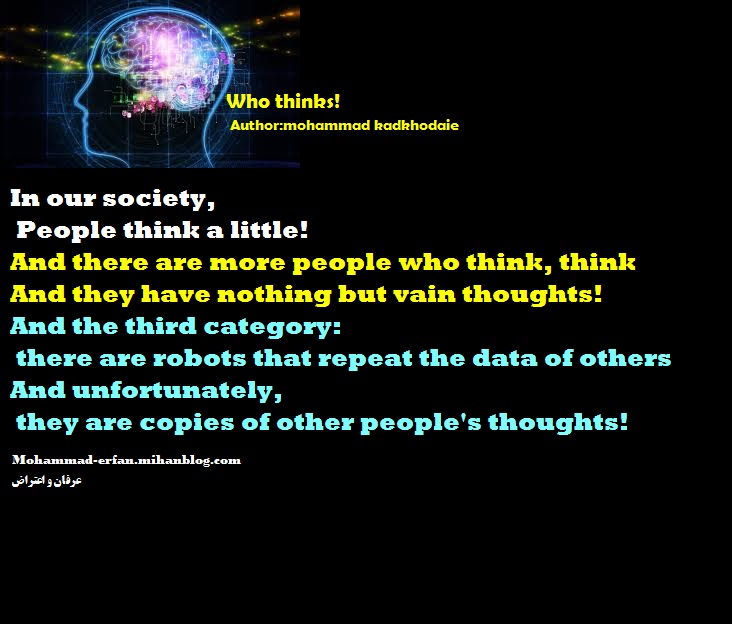 Who thinks!
Author:mohammad kadkhodaie
In our society,
People think a little!
And there are more people who think, think
And they have nothing but vain thoughts!
And the third category:
there are robots that repeat the data of others
And unfortunately,
they are copies of other people's thoughts!
Mohammad-erfan.mihanblog.com
عرفان و اعتراض